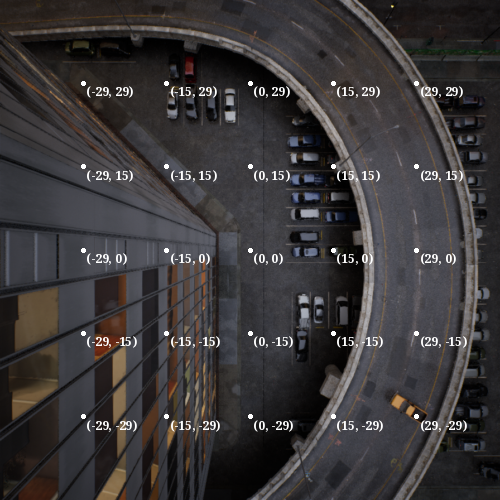 (-29, 29) (-15, 29) (0, 29) (15, 29) (29, 29)
(-29, 15) (-15, 15) (0, 15) (15, 15) (29, 15)
(-29, 0) (-15, 0) (0, 0) (15, 0) (29, 0)
(-29, -15) (-15, -15) (0, -15) (15, -15) (29, -15)
(-29, -29) (-15, -29) (0, -29) (15, -29) (29, -29)